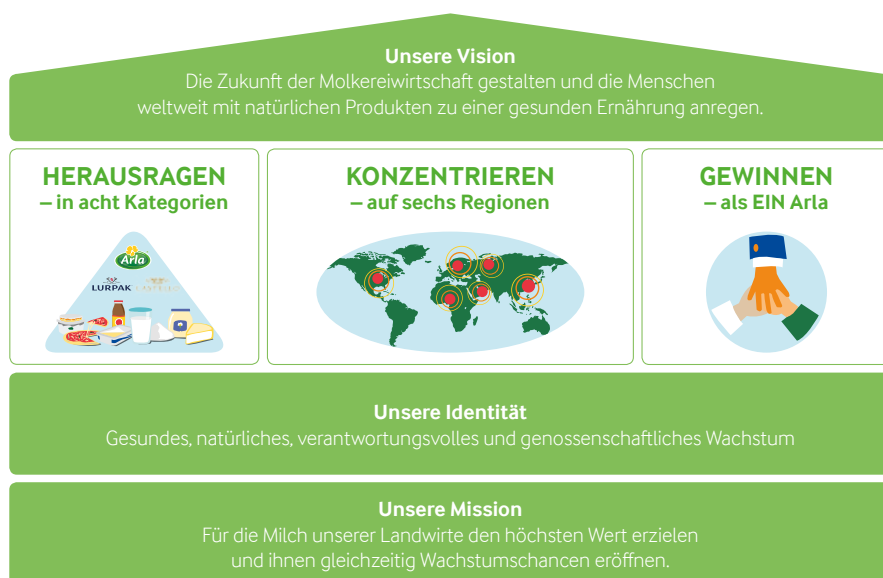 Unsere Vision
Die Zukunft der Molkereiwirtschaft gestalten und die Menschen
weltweit mit natürlichen Produkten zu einer gesunden Ernährung anregen.
HERAUSRAGEN
– in acht Kategorien
Arla
LURPAK
KONZENTRIEREN
– auf sechs Regionen
GEWINNEN
– als EIN Arla
Unsere Identität
Gesundes, natürliches, verantwortungsvolles und genossenschaftliches Wachstum
Unsere Mission
Für die Milch unserer Landwirte den höchsten Wert erzielen
und ihnen gleichzeitig Wachstumschancen eröffnen.